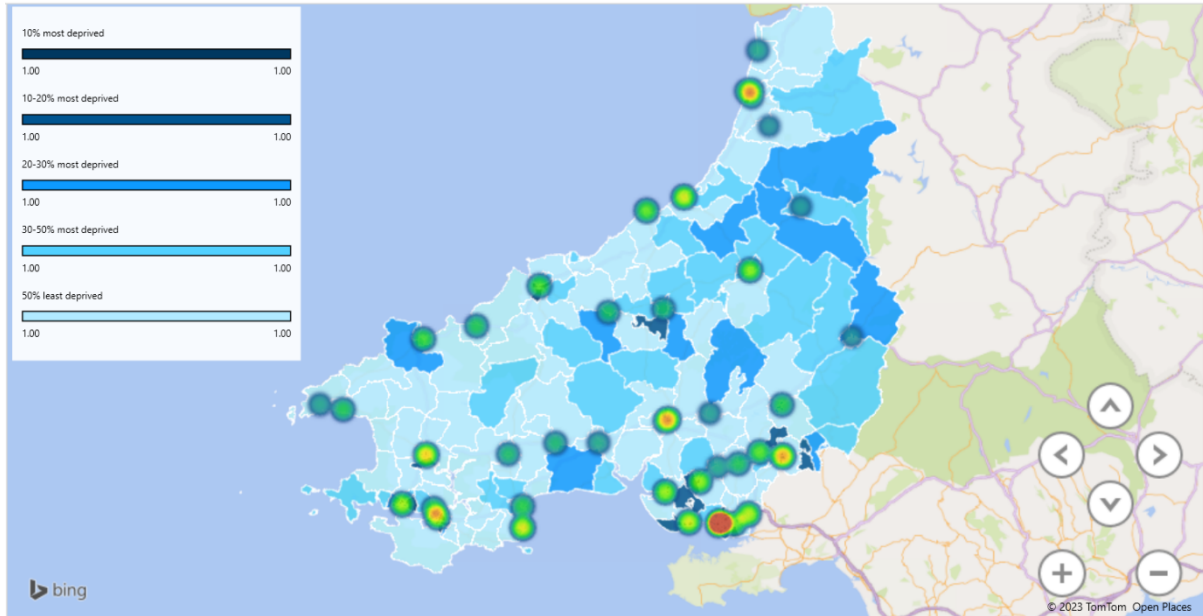 10% most deprived
1.00 1.00
10-20% most deprived
1.00 1.00
20-30% most deprived
1.00 1.00
30-50% most deprived
1.00 1.00
50% least deprived
1.00 1.00
bing
© 2023 TomTom Open Places